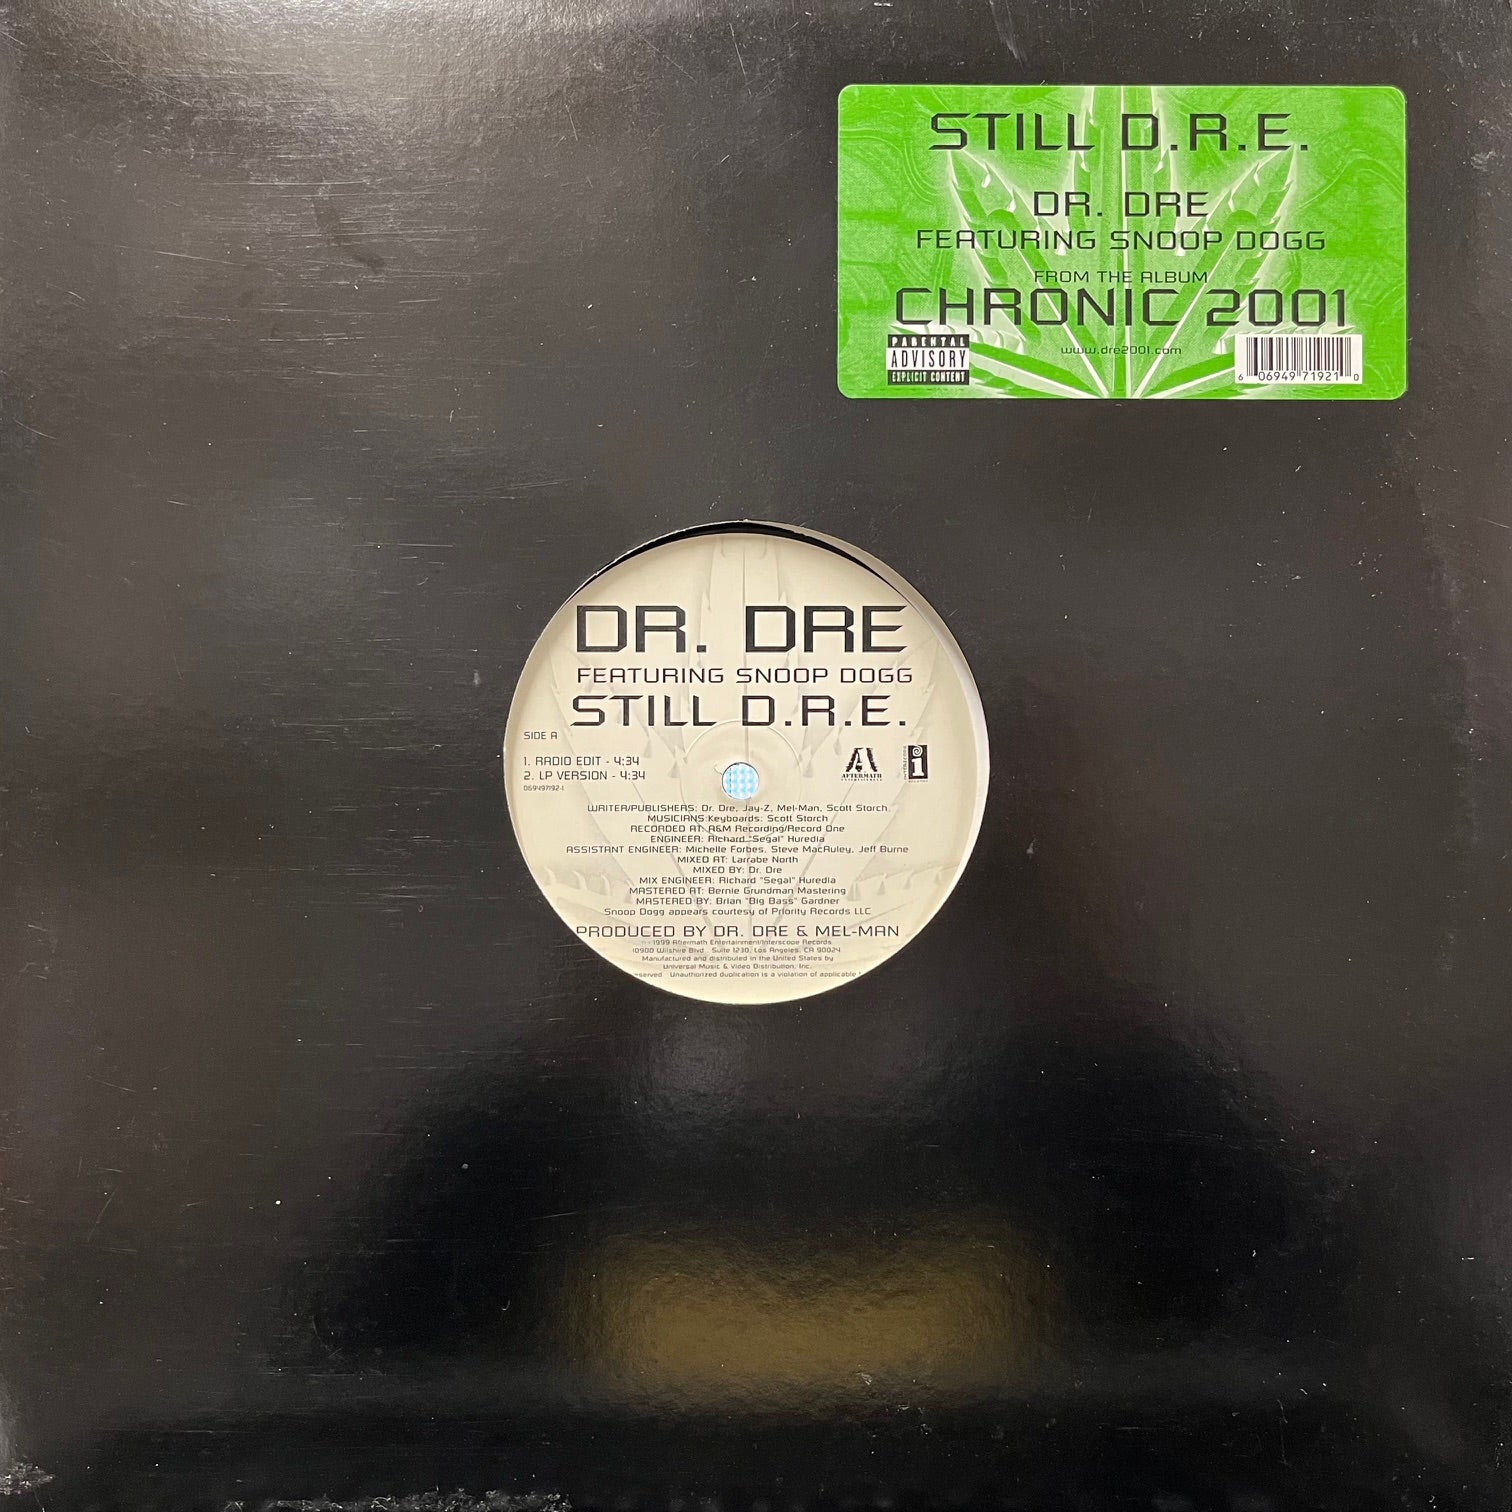 STILL D.R.E.
DR. DRE
FEATURING SNOOP DOGG
FROM THE ALBUM
CHRONIC 2001
www.dre2001.com
PARENTAL
ADVISORY
EXPLICIT CONTENT
6 06949 71921 0
DR. DRE
FEATURING SNOOP DOGG
STILL D.R.E.
SIDE A
1. RADIO EDIT - 4:34
2. LP VERSION - 4:34
069497192-1
AFTERMATH
ENTERTAINMENT
INTERSCOPE
RECORDS
WRITER/PUBLISHERS: Dr. Dre, Jay-Z, Mel-Man, Scott Storch.
MUSICIANS:Keyboards: Scott Storch
RECORDED AT: A&M Recording/Record One
ENGINEER: Richard "Segal" Huredia
ASSISTANT ENGINEER: Michelle Forbes, Steve MacAuley, Jeff Burne
MIXED AT: Larrabe North
MIXED BY: Dr. Dre
MIX ENGINEER: Richard "Segal" Huredia
MASTERED AT: Bernie Grundman Mastering
MASTERED BY: Brian "Big Bass" Gardner
Snoop Dogg appears courtesy of Priority Records LLC
PRODUCED BY DR. DRE & MEL-MAN
1999 Aftermath Entertainment/Interscope Records
10900 Wilshire Blvd., Suite 1230, Los Angeles, CA 90024
Manufactured and distributed in the United States by
Universal Music & Video Distribution, Inc.
served Unauthorized duplication is a violation of applicable